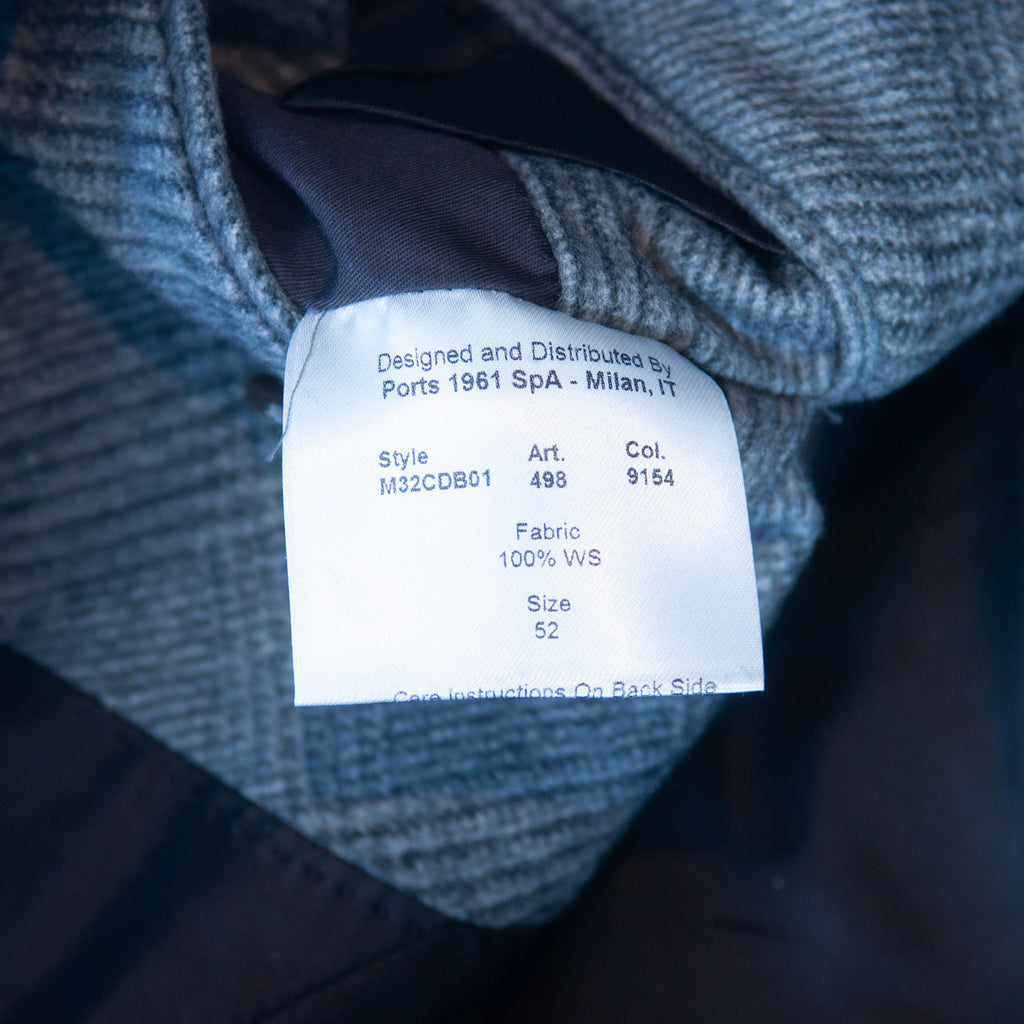 Designed and Distributed By
Ports 1961 SpA - Milan, IT
Style Art. Col.
M32CDB01 498 9154
Fabric
100% WS
Size
52
Care Instructions On Back Side